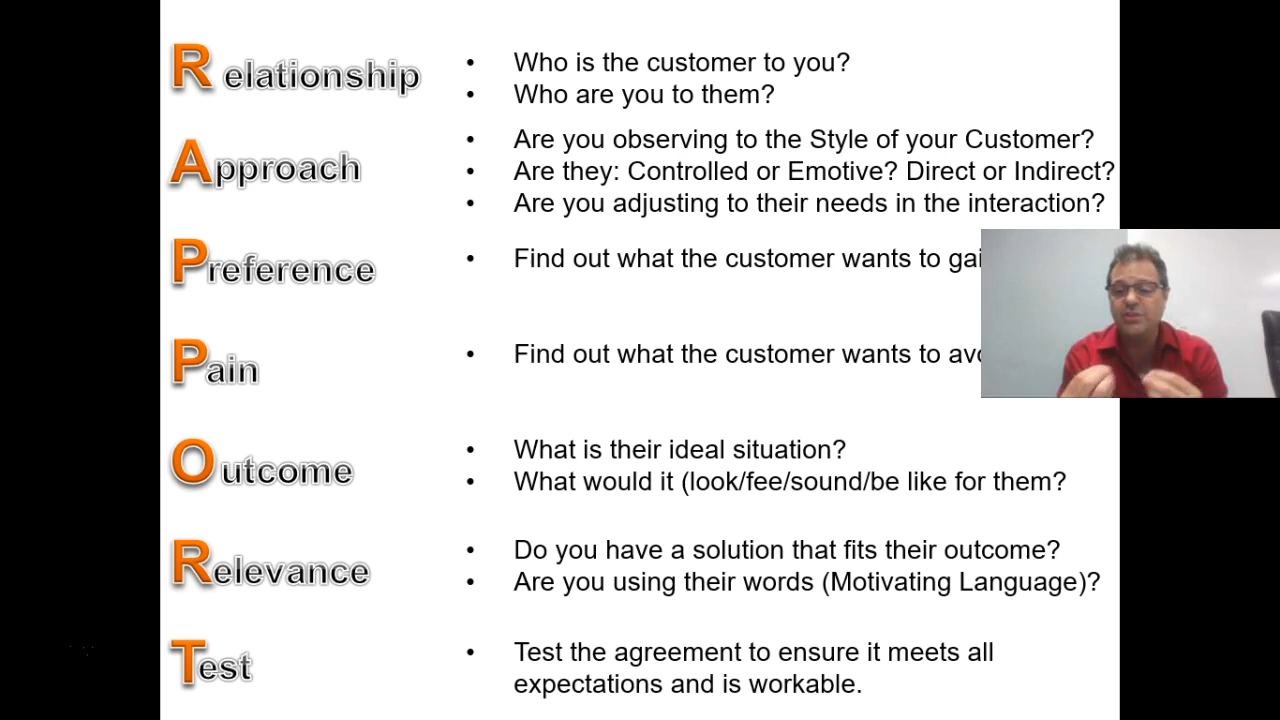 Relationship
• Who is the customer to you?
• Who are you to them?
Approach
• Are you observing to the Style of your Customer?
• Are they: Controlled or Emotive? Direct or Indirect?
• Are you adjusting to their needs in the interaction?
Preference
• Find out what the customer wants to
Pain
• Find out what the customer wants to
Outcome
• What is their ideal situation?
• What would it (look/fee/sound/be like for them?
Relevance
• Do you have a solution that fits their outcome?
• Are you using their words (Motivating Language)?
Test
• Test the agreement to ensure it meets all
expectations and is workable.